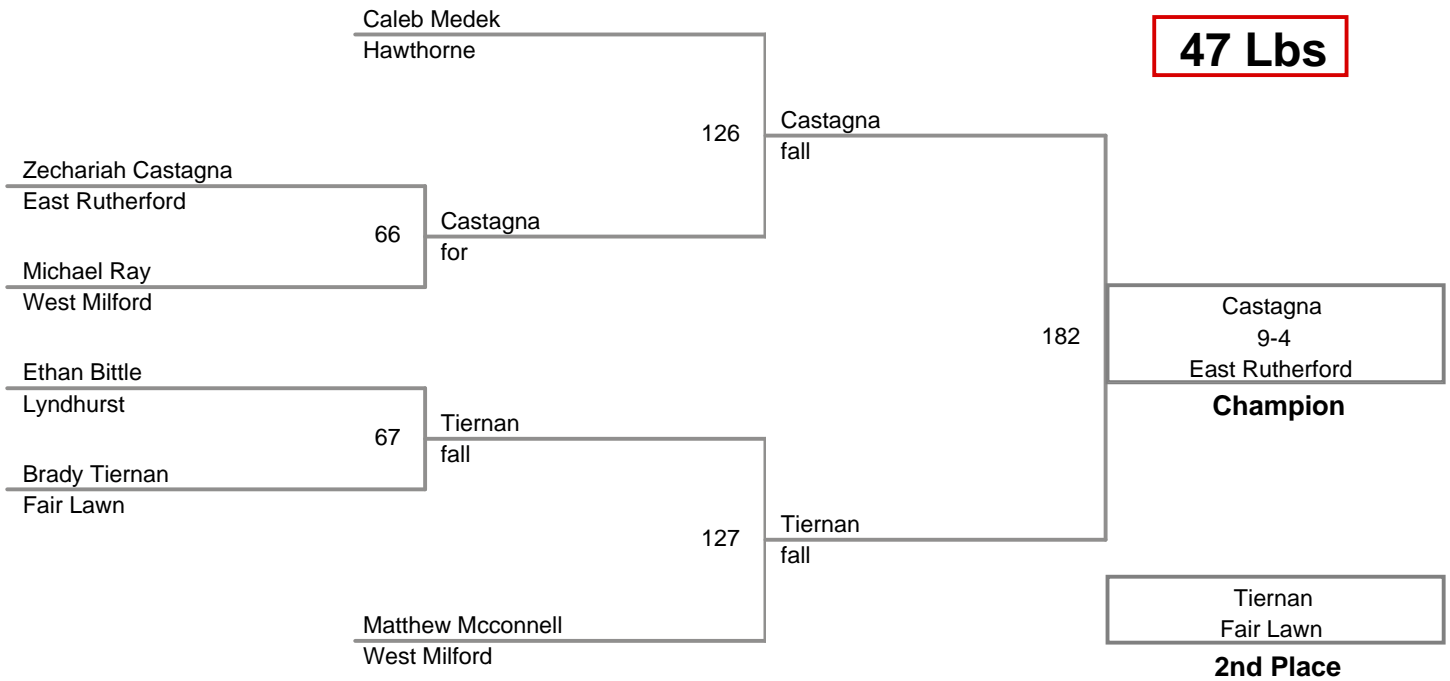 Caleb Medek
Hawthorne
47 Lbs
126
Castagna
fall
Zechariah Castagna
East Rutherford
66
Castagna
for
Michael Ray
West Milford
182
Castagna
9-4
East Rutherford
Champion
Ethan Bittle
Lyndhurst
67
Tiernan
fall
Brady Tiernan
Fair Lawn
127
Tiernan
fall
Matthew Mcconnell
West Milford
Tiernan
Fair Lawn
2nd Place